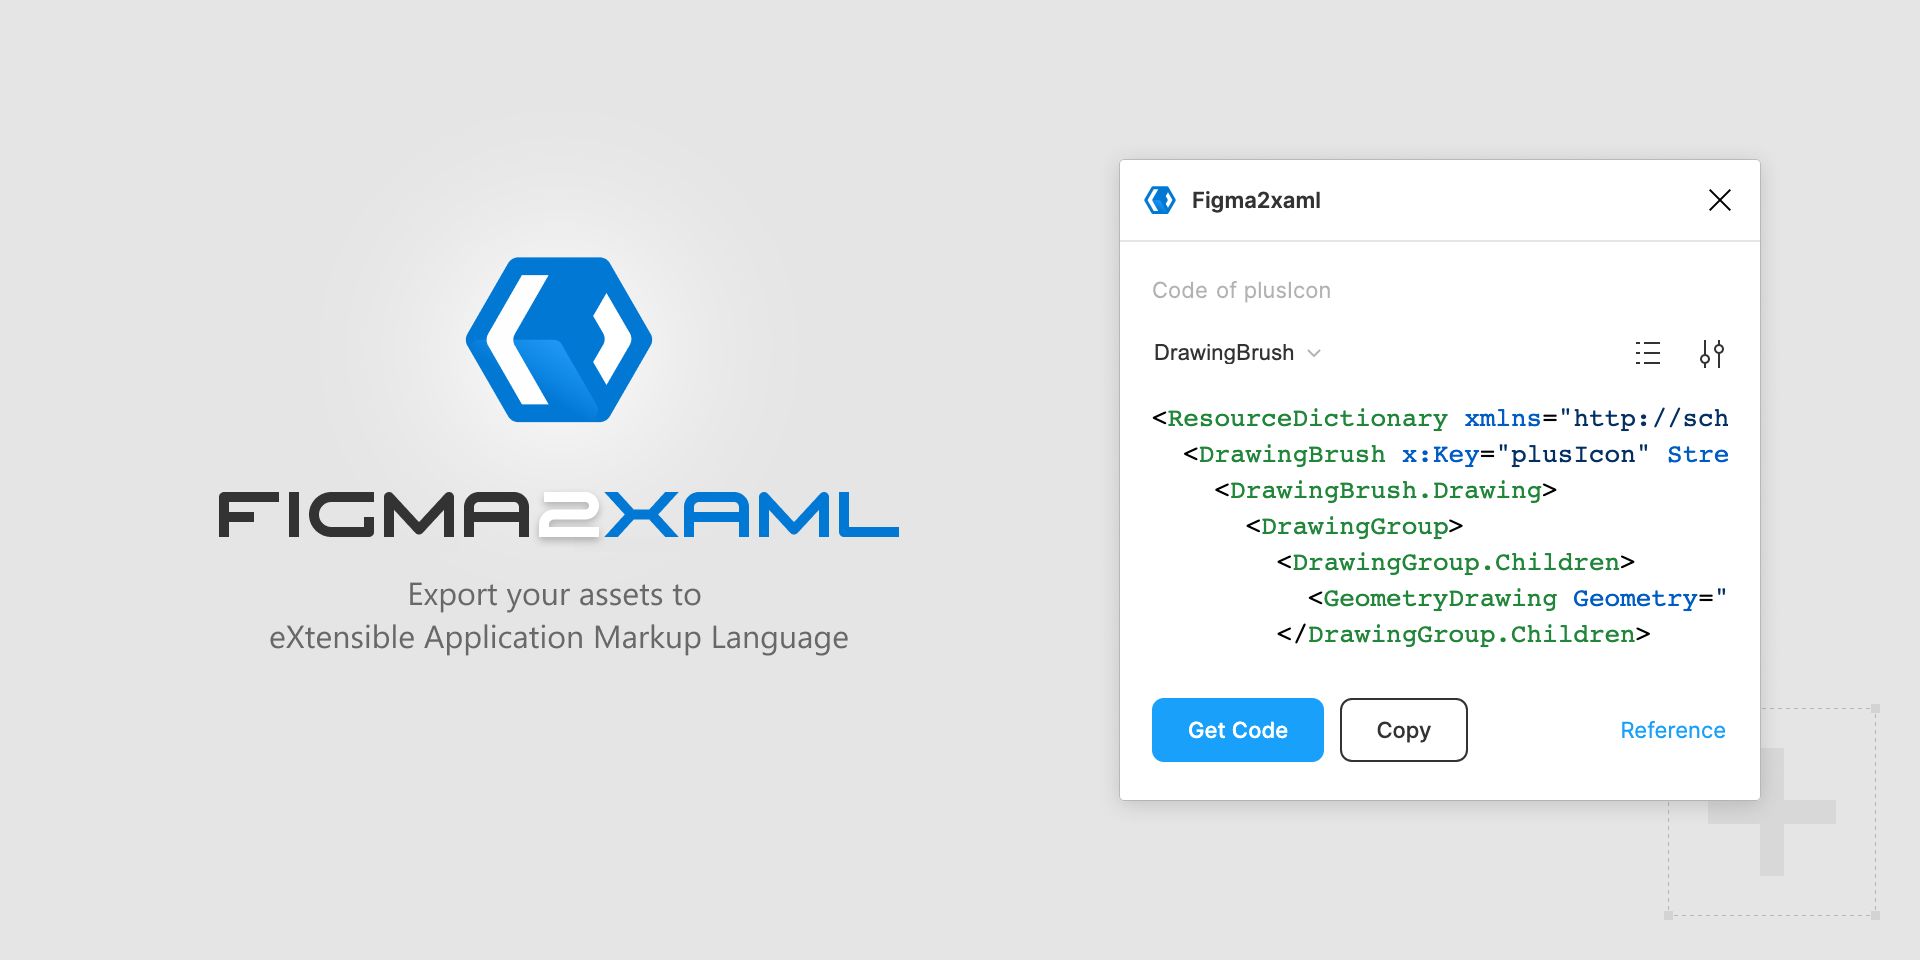 FIGMA2XAML
Export your assets to
eXtensible Application Markup Language
Figma2xaml
Code of plusIcon
DrawingBrush
<ResourceDictionary xmlns="http://sch
<DrawingBrush x:Key="plusIcon" Stre
<DrawingBrush.Drawing>
<DrawingGroup>
<DrawingGroup.Children>
<GeometryDrawing Geometry="
</DrawingGroup.Children>
Get Code
Copy
Reference